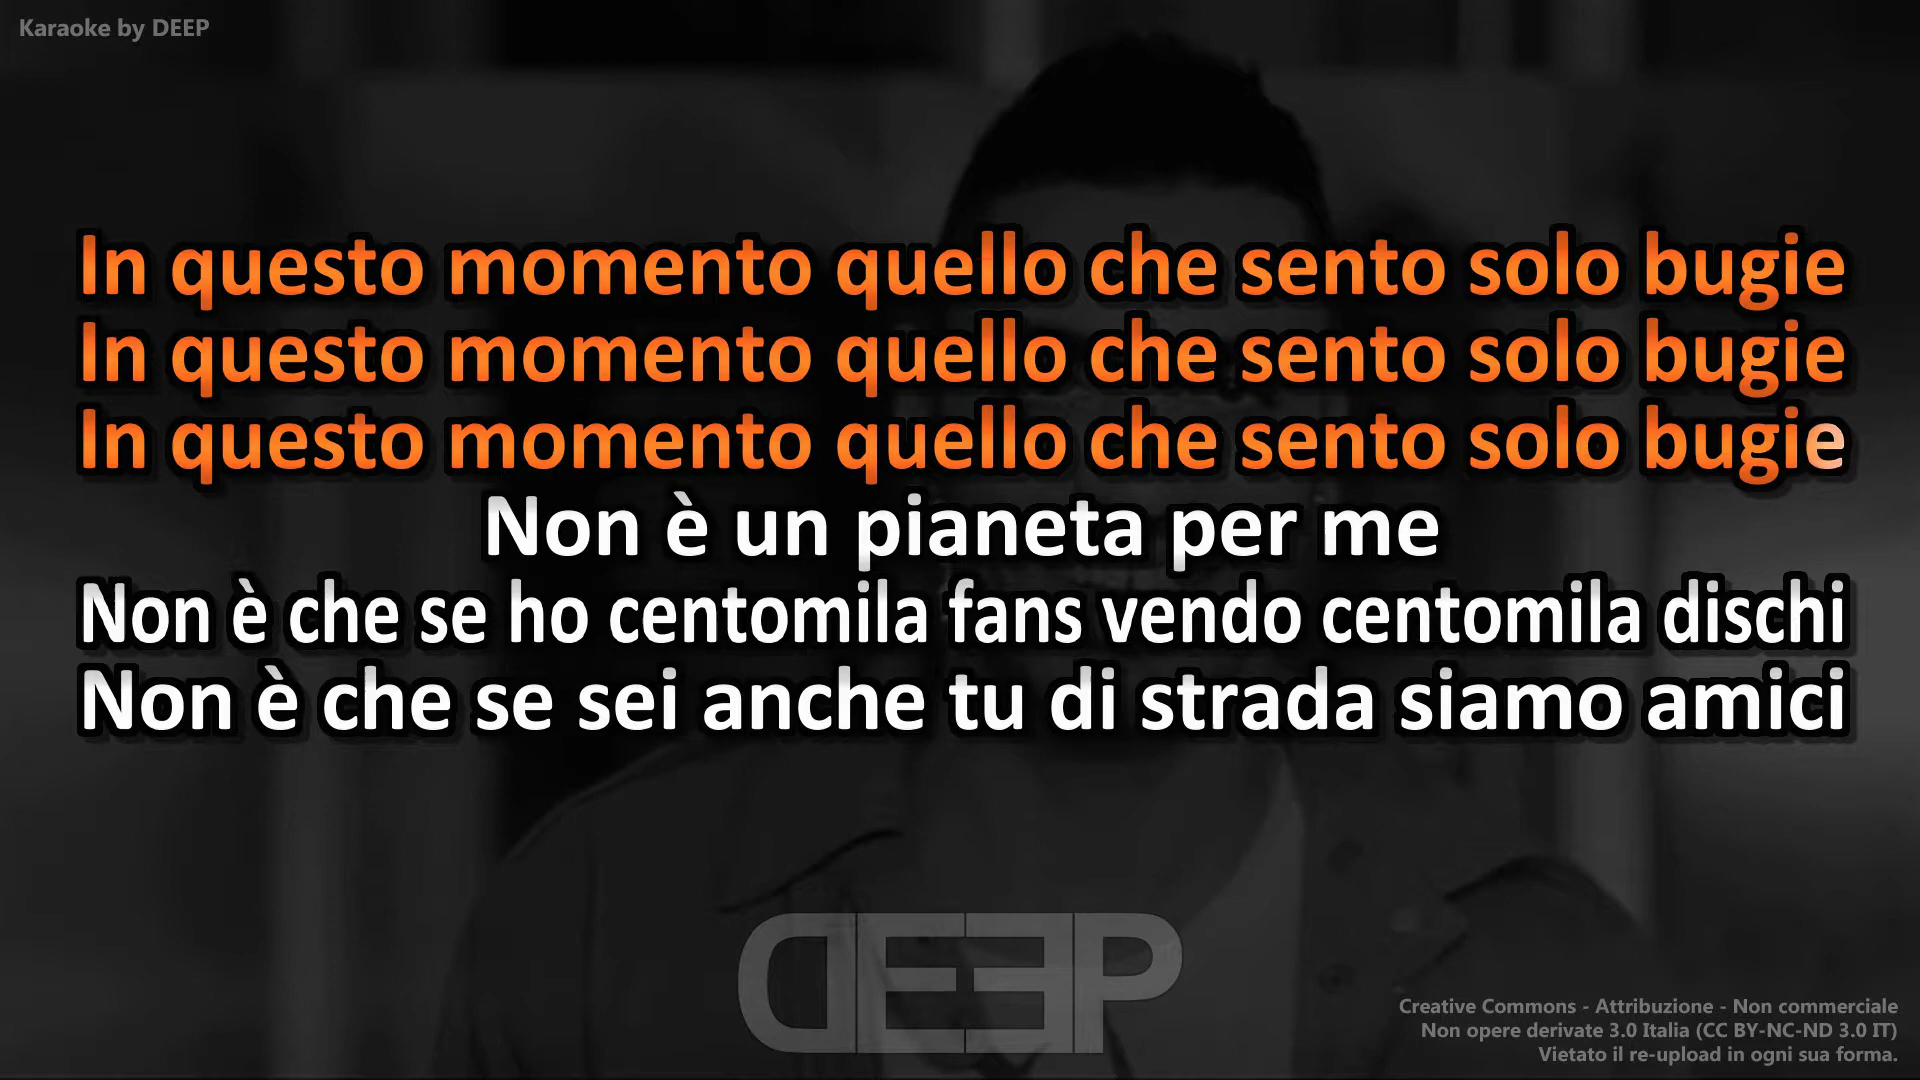 Karaoke by DEEP
In questo momento quello che sento solo bugie
In questo momento quello che sento solo bugie
In questo momento quello che sento solo bugie
Non è un pianeta per me
Non è che se ho centomila fans vendo centomila dischi
Non è che se sei anche tu di strada siamo amici
DEEP
Creative Commons - Attribuzione - Non commerciale
Non opere derivate 3.0 Italia (CC BY-NC-ND 3.0 IT)
Vietato il re-upload in ogni sua forma.